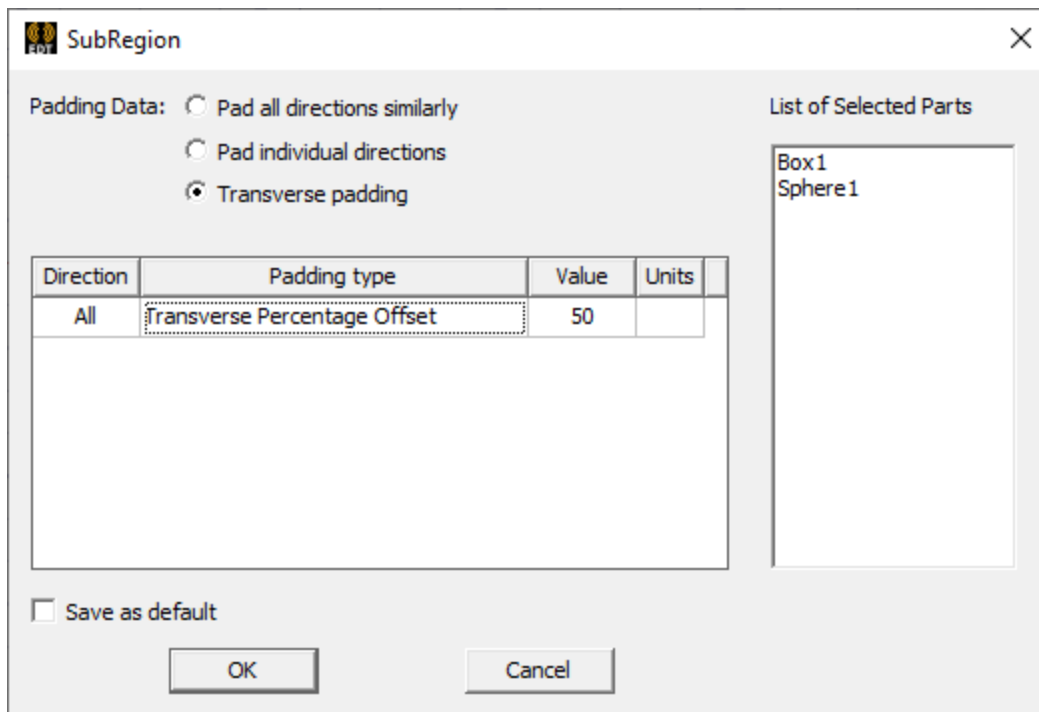 EDT SubRegion
Padding Data:
Pad all directions similarly
Pad individual directions
Transverse padding
List of Selected Parts
Box1
Sphere1
Direction Padding type Value Units
All Transverse Percentage Offset 50
Save as default
OK Cancel